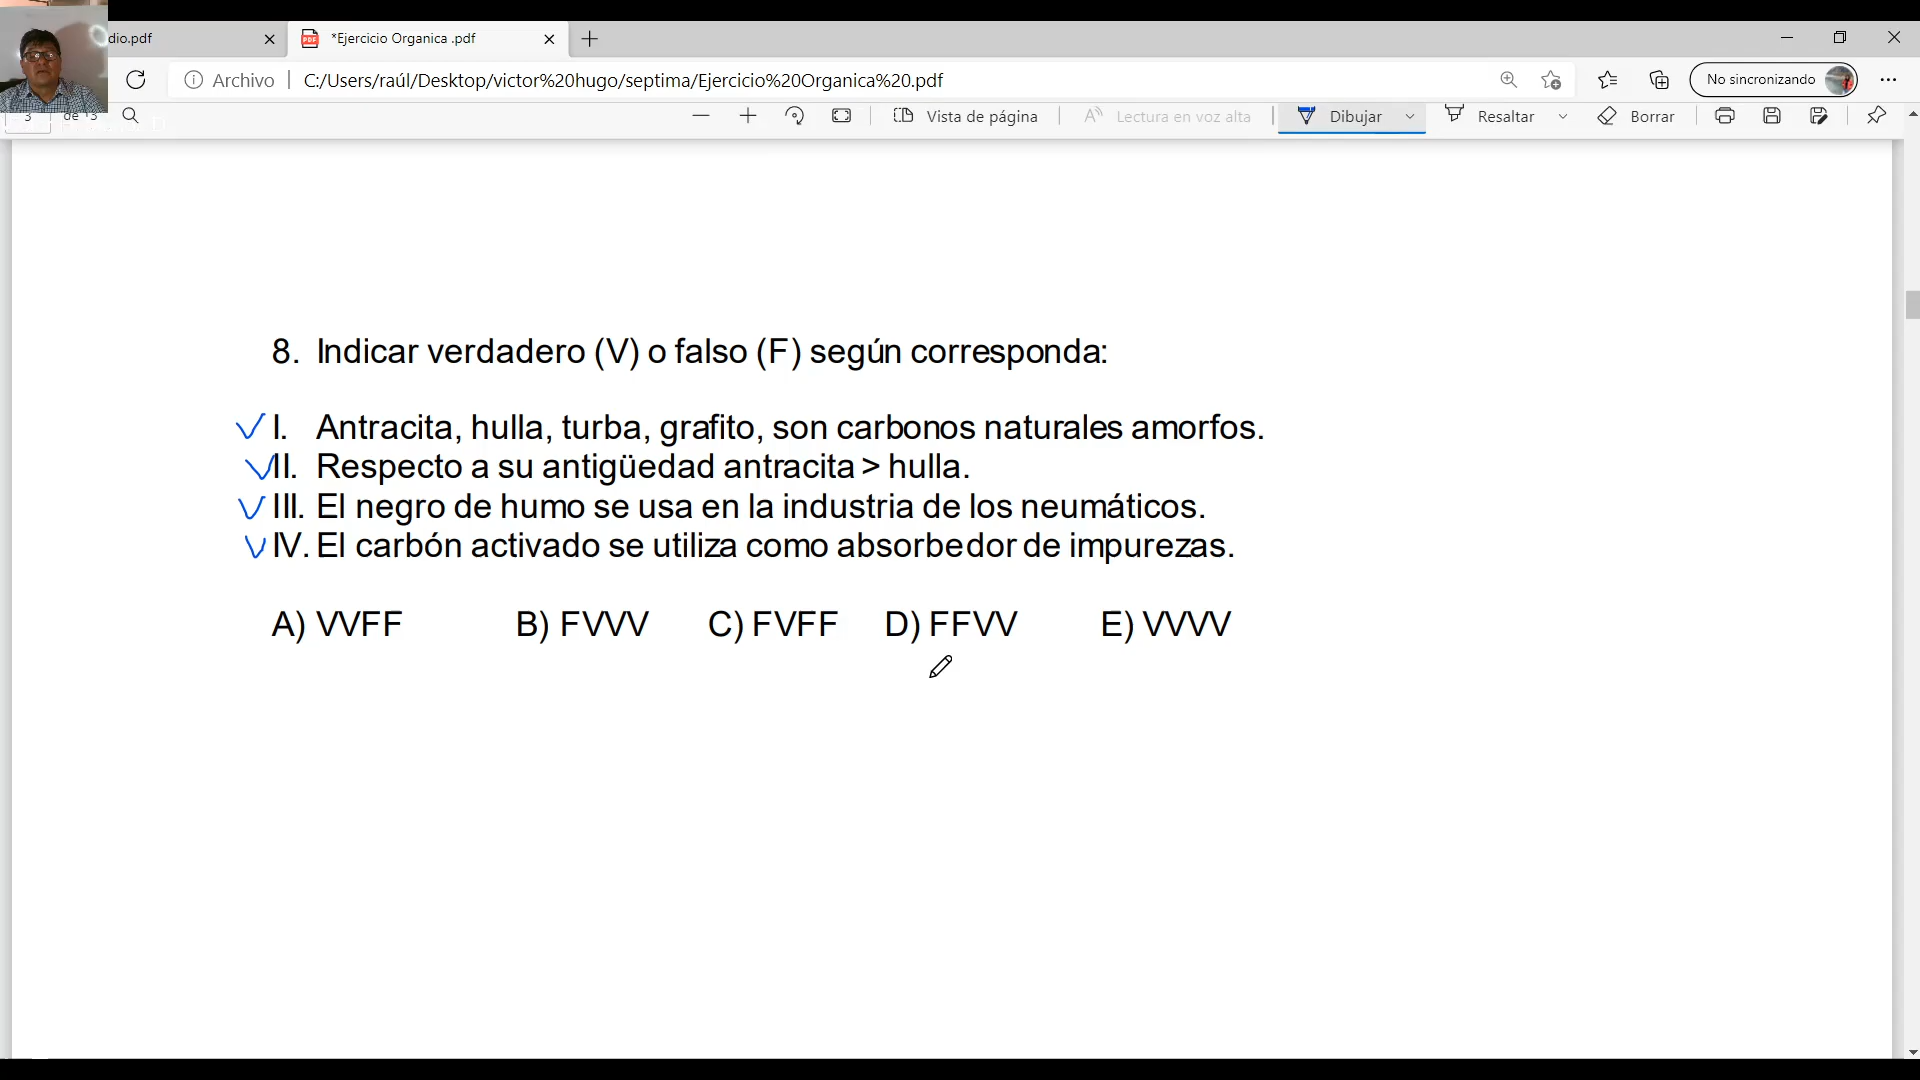 dio.pdf
*Ejercicio Organica .pdf
Archivo
C:/Users/raúl/Desktop/victor%20hugo/septima/Ejercicio%20Organica%20.pdf
No sincronizando
3 de 13
Vista de página
Lectura en voz alta
Dibujar
Resaltar
Borrar
8. Indicar verdadero (V) o falso (F) según corresponda:
V I. Antracita, hulla, turba, grafito, son carbonos naturales amorfos.
V II. Respecto a su antigüedad antracita > hulla.
V III. El negro de humo se usa en la industria de los neumáticos.
V IV. El carbón activado se utiliza como absorbedor de impurezas.
A) VVFF B) FVVV C) FVFF D) FFVV E) VVVV